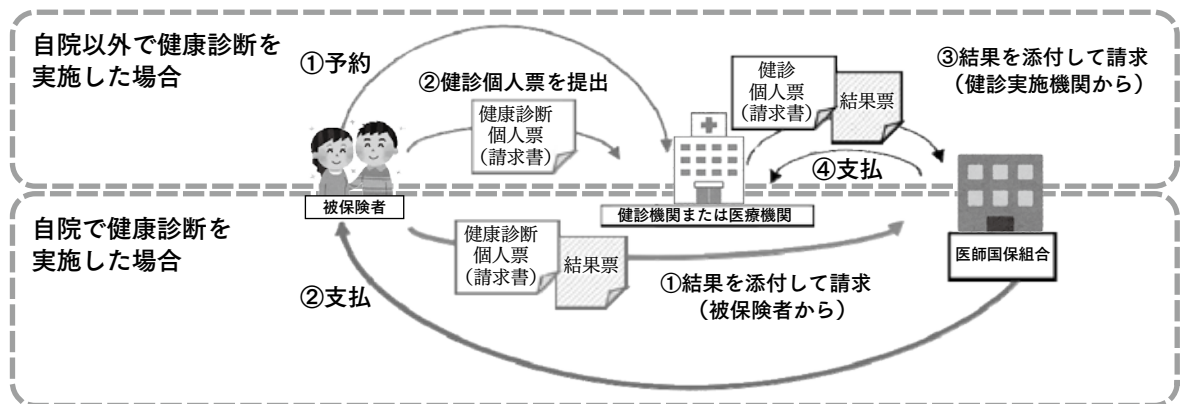 自院以外で健康診断を
実施した場合
①予約
②健診個人票を提出
健康診断
個人票
(請求書)
健診
個人票
(請求書)
結果票
③結果を添付して請求
(健診実施機関から)
④支払
被保険者
健診機関または医療機関
医師国保組合
自院で健康診断を
実施した場合
健康診断
個人票
(請求書)
結果票
①結果を添付して請求
(被保険者から)
②支払